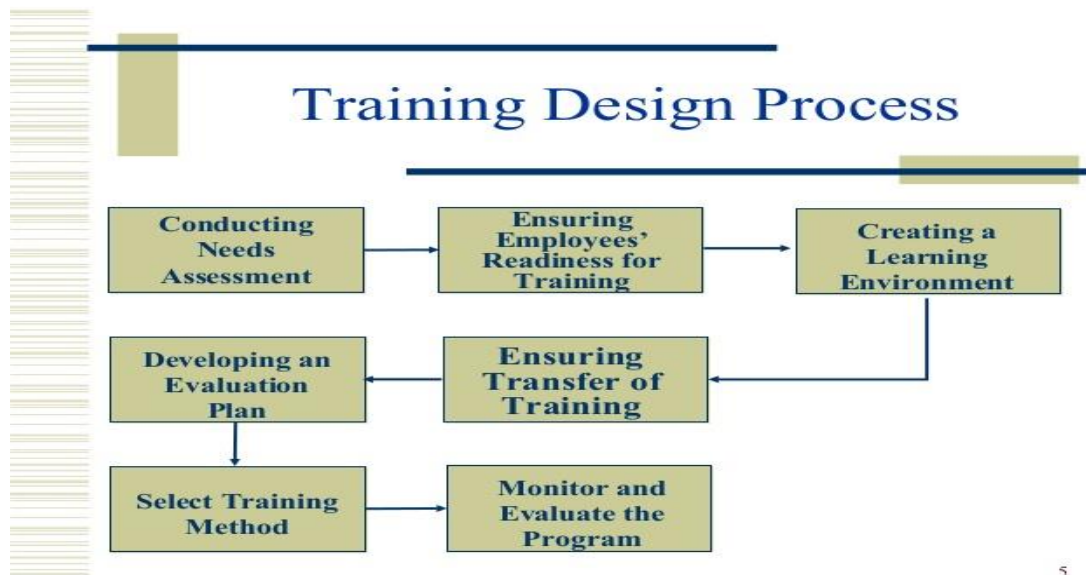 Training Design Process
Conducting
Needs
Assessment
Ensuring
Employees’
Readiness for
Training
Creating a
Learning
Environment
Ensuring
Transfer of
Training
Developing an
Evaluation
Plan
Select Training
Method
Monitor and
Evaluate the
Program
5